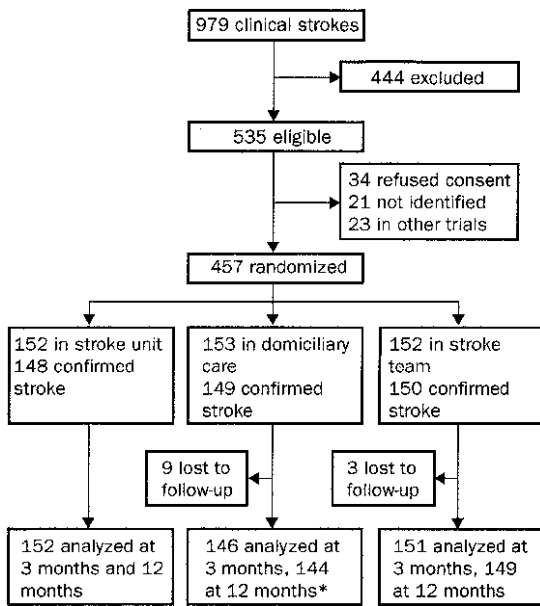 979 clinical strokes
444 excluded
535 eligible
34 refused consent
21 not identified
23 in other trials
457 randomized
152 in stroke unit
148 confirmed
stroke
153 in domiciliary
care
149 confirmed
stroke
152 in stroke
team
150 confirmed
stroke
9 lost to
follow-up
3 lost to
follow-up
152 analyzed at
3 months and 12
months
146 analyzed at
3 months, 144
at 12 months*
151 analyzed at
3 months, 149
at 12 months